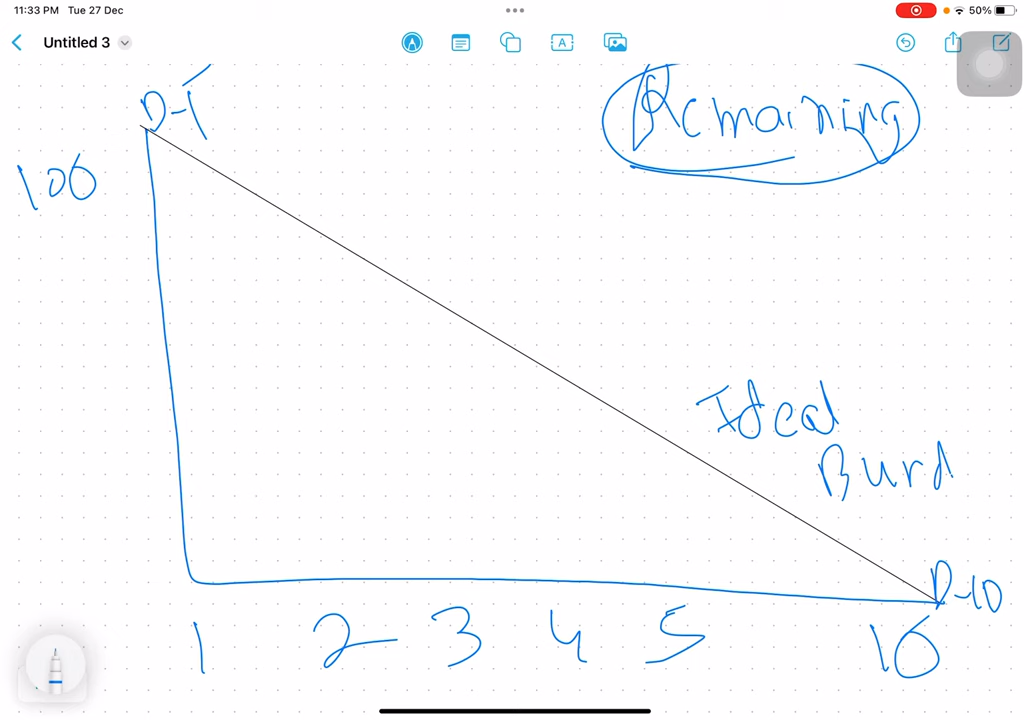 11:33 PM Tue 27 Dec
50%
Untitled 3
A
D-1
Remaining
100
Ideal
Burd
D-10
1 2 3 4 5 10